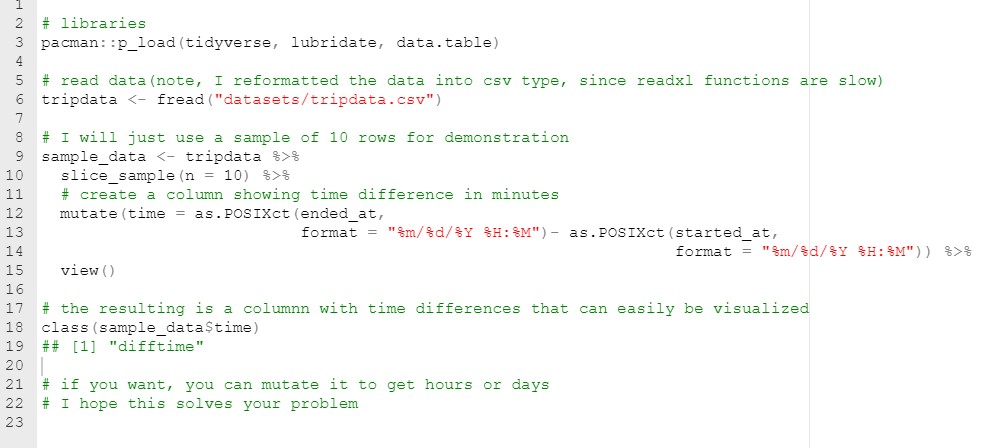 1
2 # libraries
3 pacman::p_load(tidyverse, lubridate, data.table)
4
5 # read data(note, I reformatted the data into csv type, since readxl functions are slow)
6 tripdata <- fread("datasets/tripdata.csv")
7
8 # I will just use a sample of 10 rows for demonstration
9 sample_data <- tripdata %>%
10   slice_sample(n = 10) %>%
11   # create a column showing time difference in minutes
12   mutate(time = as.POSIXct(ended_at,
13                            format = "%m/%d/%Y %H:%M")- as.POSIXct(started_at,
14                                                                   format = "%m/%d/%Y %H:%M")) %>%
15   view()
16
17 # the resulting is a columnn with time differences that can easily be visualized
18 class(sample_data$time)
19 ## [1] "difftime"
20
21 # if you want, you can mutate it to get hours or days
22 # I hope this solves your problem
23